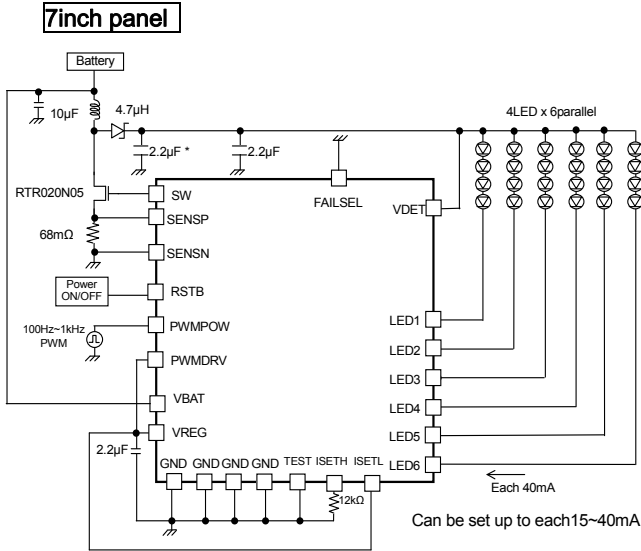 7inch panel
Battery
10μF
4.7μH
2.2μF *
2.2μF
4LED x 6parallel
RTR020N05
68mΩ
SW
SENSP
SENSN
FAILSEL
VDET
Power
ON/OFF
RSTB
100Hz~1kHz
PWM
PWMPOW
PWMDRV
VBAT
VREG
2.2μF
LED1
LED2
LED3
LED4
LED5
LED6
GND GND GND GND TEST ISETH ISETL
12kΩ
Each 40mA
Can be set up to each15~40mA